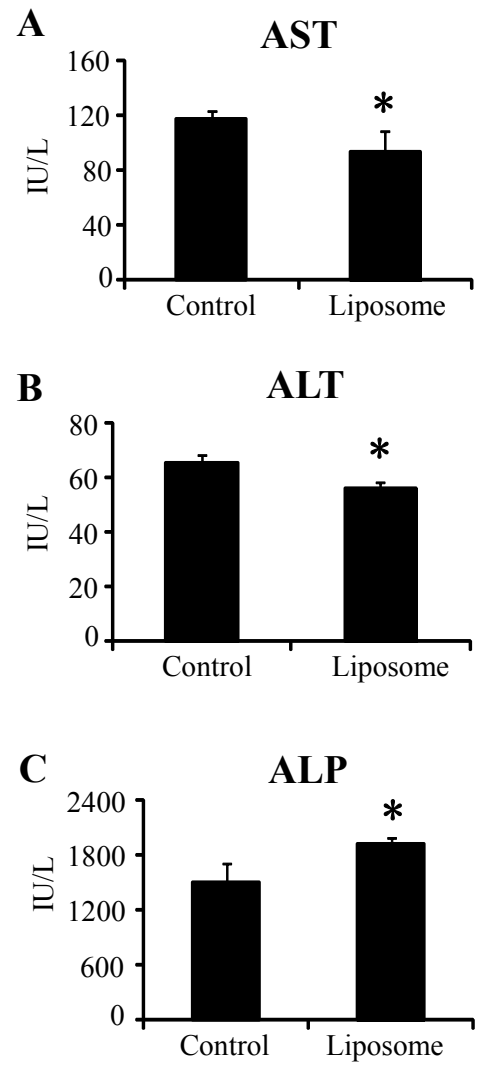 A
AST
160
120
80
40
0
IU/L
*
Control Liposome
B
ALT
80
60
40
20
0
IU/L
*
Control Liposome
C
ALP
2400
1800
1200
600
0
IU/L
*
Control Liposome